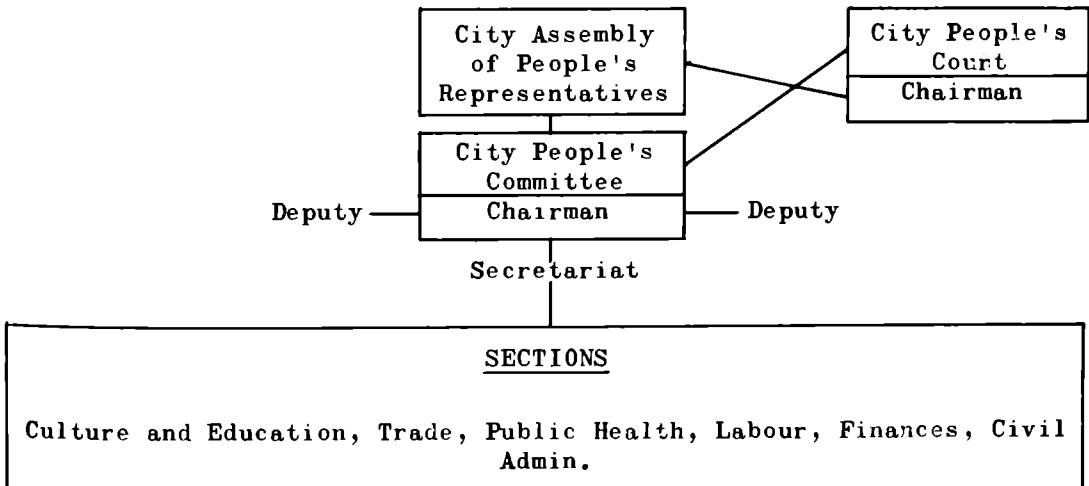 City Assembly
of People's
Representatives
City People's
Court
Chairman
City People's
Committee
Chairman
Deputy
Deputy
Secretariat
SECTIONS
Culture and Education, Trade, Public Health, Labour, Finances, Civil
Admin.